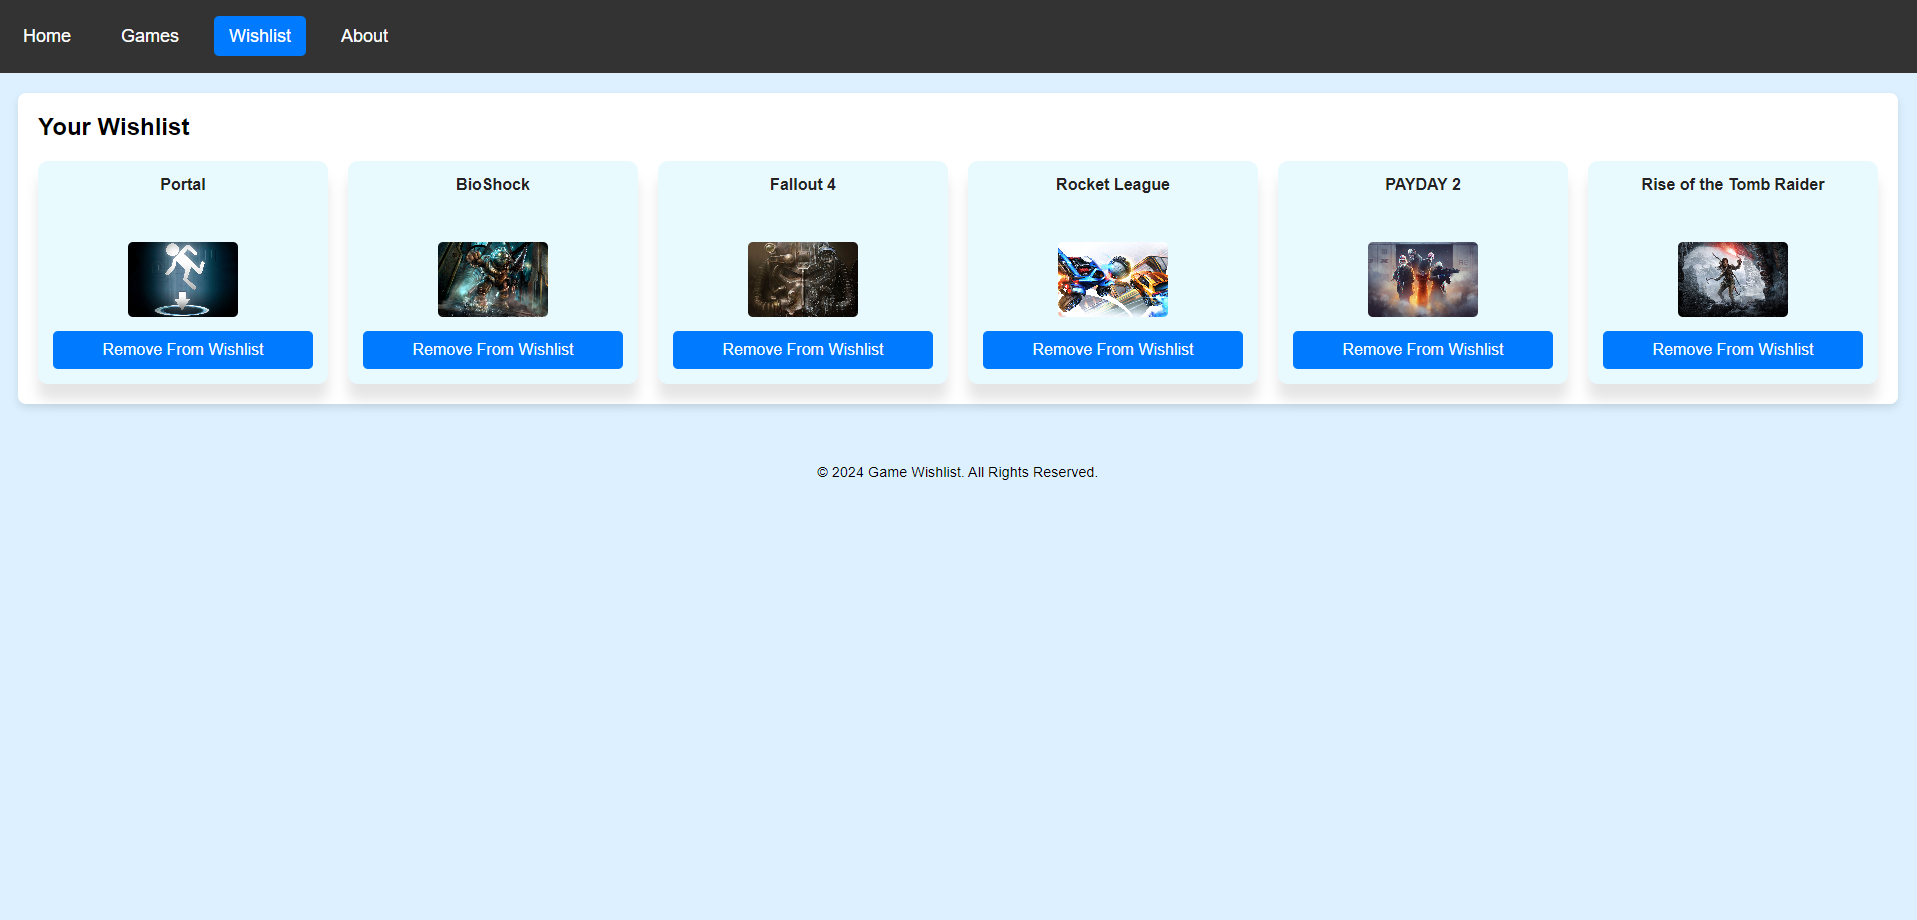 Home Games Wishlist About
Your Wishlist
Portal BioShock Fallout 4 Rocket League PAYDAY 2 Rise of the Tomb Raider
Remove From Wishlist Remove From Wishlist Remove From Wishlist Remove From Wishlist Remove From Wishlist Remove From Wishlist
© 2024 Game Wishlist. All Rights Reserved.